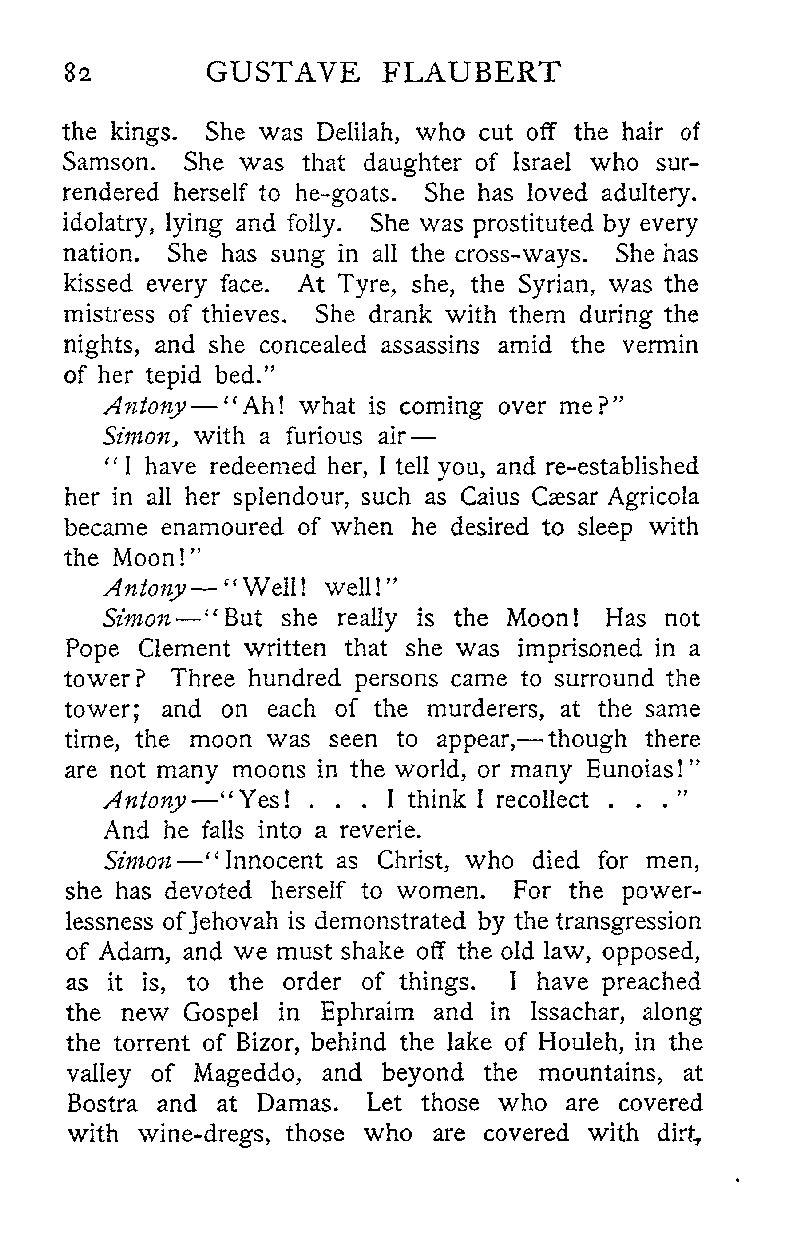 82 GUSTAVE FLAUBERT
the kings. She was Delilah, who cut off the hair of
Samson. She was that daughter of Israel who sur-
rendered herself to he-goats. She has loved adultery.
idolatry, lying and folly. She was prostituted by every
nation. She has sung in all the cross-ways. She has
kissed every face. At Tyre, she, the Syrian, was the
mistress of thieves. She drank with them during the
nights, and she concealed assassins amid the vermin
of her tepid bed."
Antony—"Ah! what is coming over me?"
Simon, with a furious air—
"I have redeemed her, I tell you, and re-established
her in all her splendour, such as Caius Cæsar Agricola
became enamoured of when he desired to sleep with
the Moon!"
Antony—"Well! well!"
Simon—"But she really is the Moon! Has not
Pope Clement written that she was imprisoned in a
tower? Three hundred persons came to surround the
tower; and on each of the murderers, at the same
time, the moon was seen to appear,—though there
are not many moons in the world, or many Eunoias!"
Antony—"Yes! . . . I think I recollect . . ."
And he falls into a reverie.
Simon—"Innocent as Christ, who died for men,
she has devoted herself to women. For the power-
lessness of Jehovah is demonstrated by the transgression
of Adam, and we must shake off the old law, opposed,
as it is, to the order of things. I have preached
the new Gospel in Ephraim and in Issachar, along
the torrent of Bizor, behind the lake of Houleh, in the
valley of Mageddo, and beyond the mountains, at
Bostra and at Damas. Let those who are covered
with wine-dregs, those who are covered with dirt,